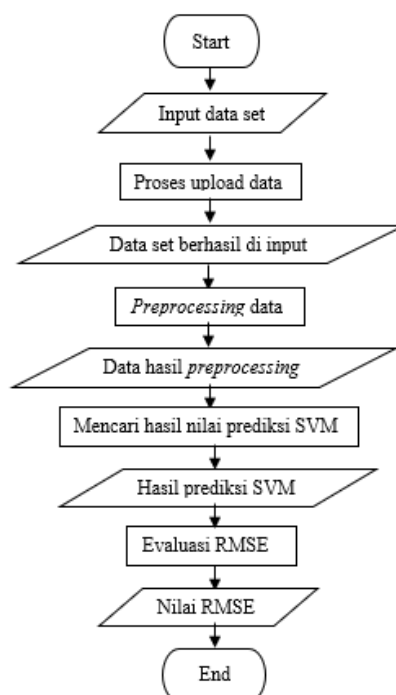 Start
Input data set
Proses upload data
Data set berhasil di input
Preprocessing data
Data hasil preprocessing
Mencari hasil nilai prediksi SVM
Hasil prediksi SVM
Evaluasi RMSE
Nilai RMSE
End